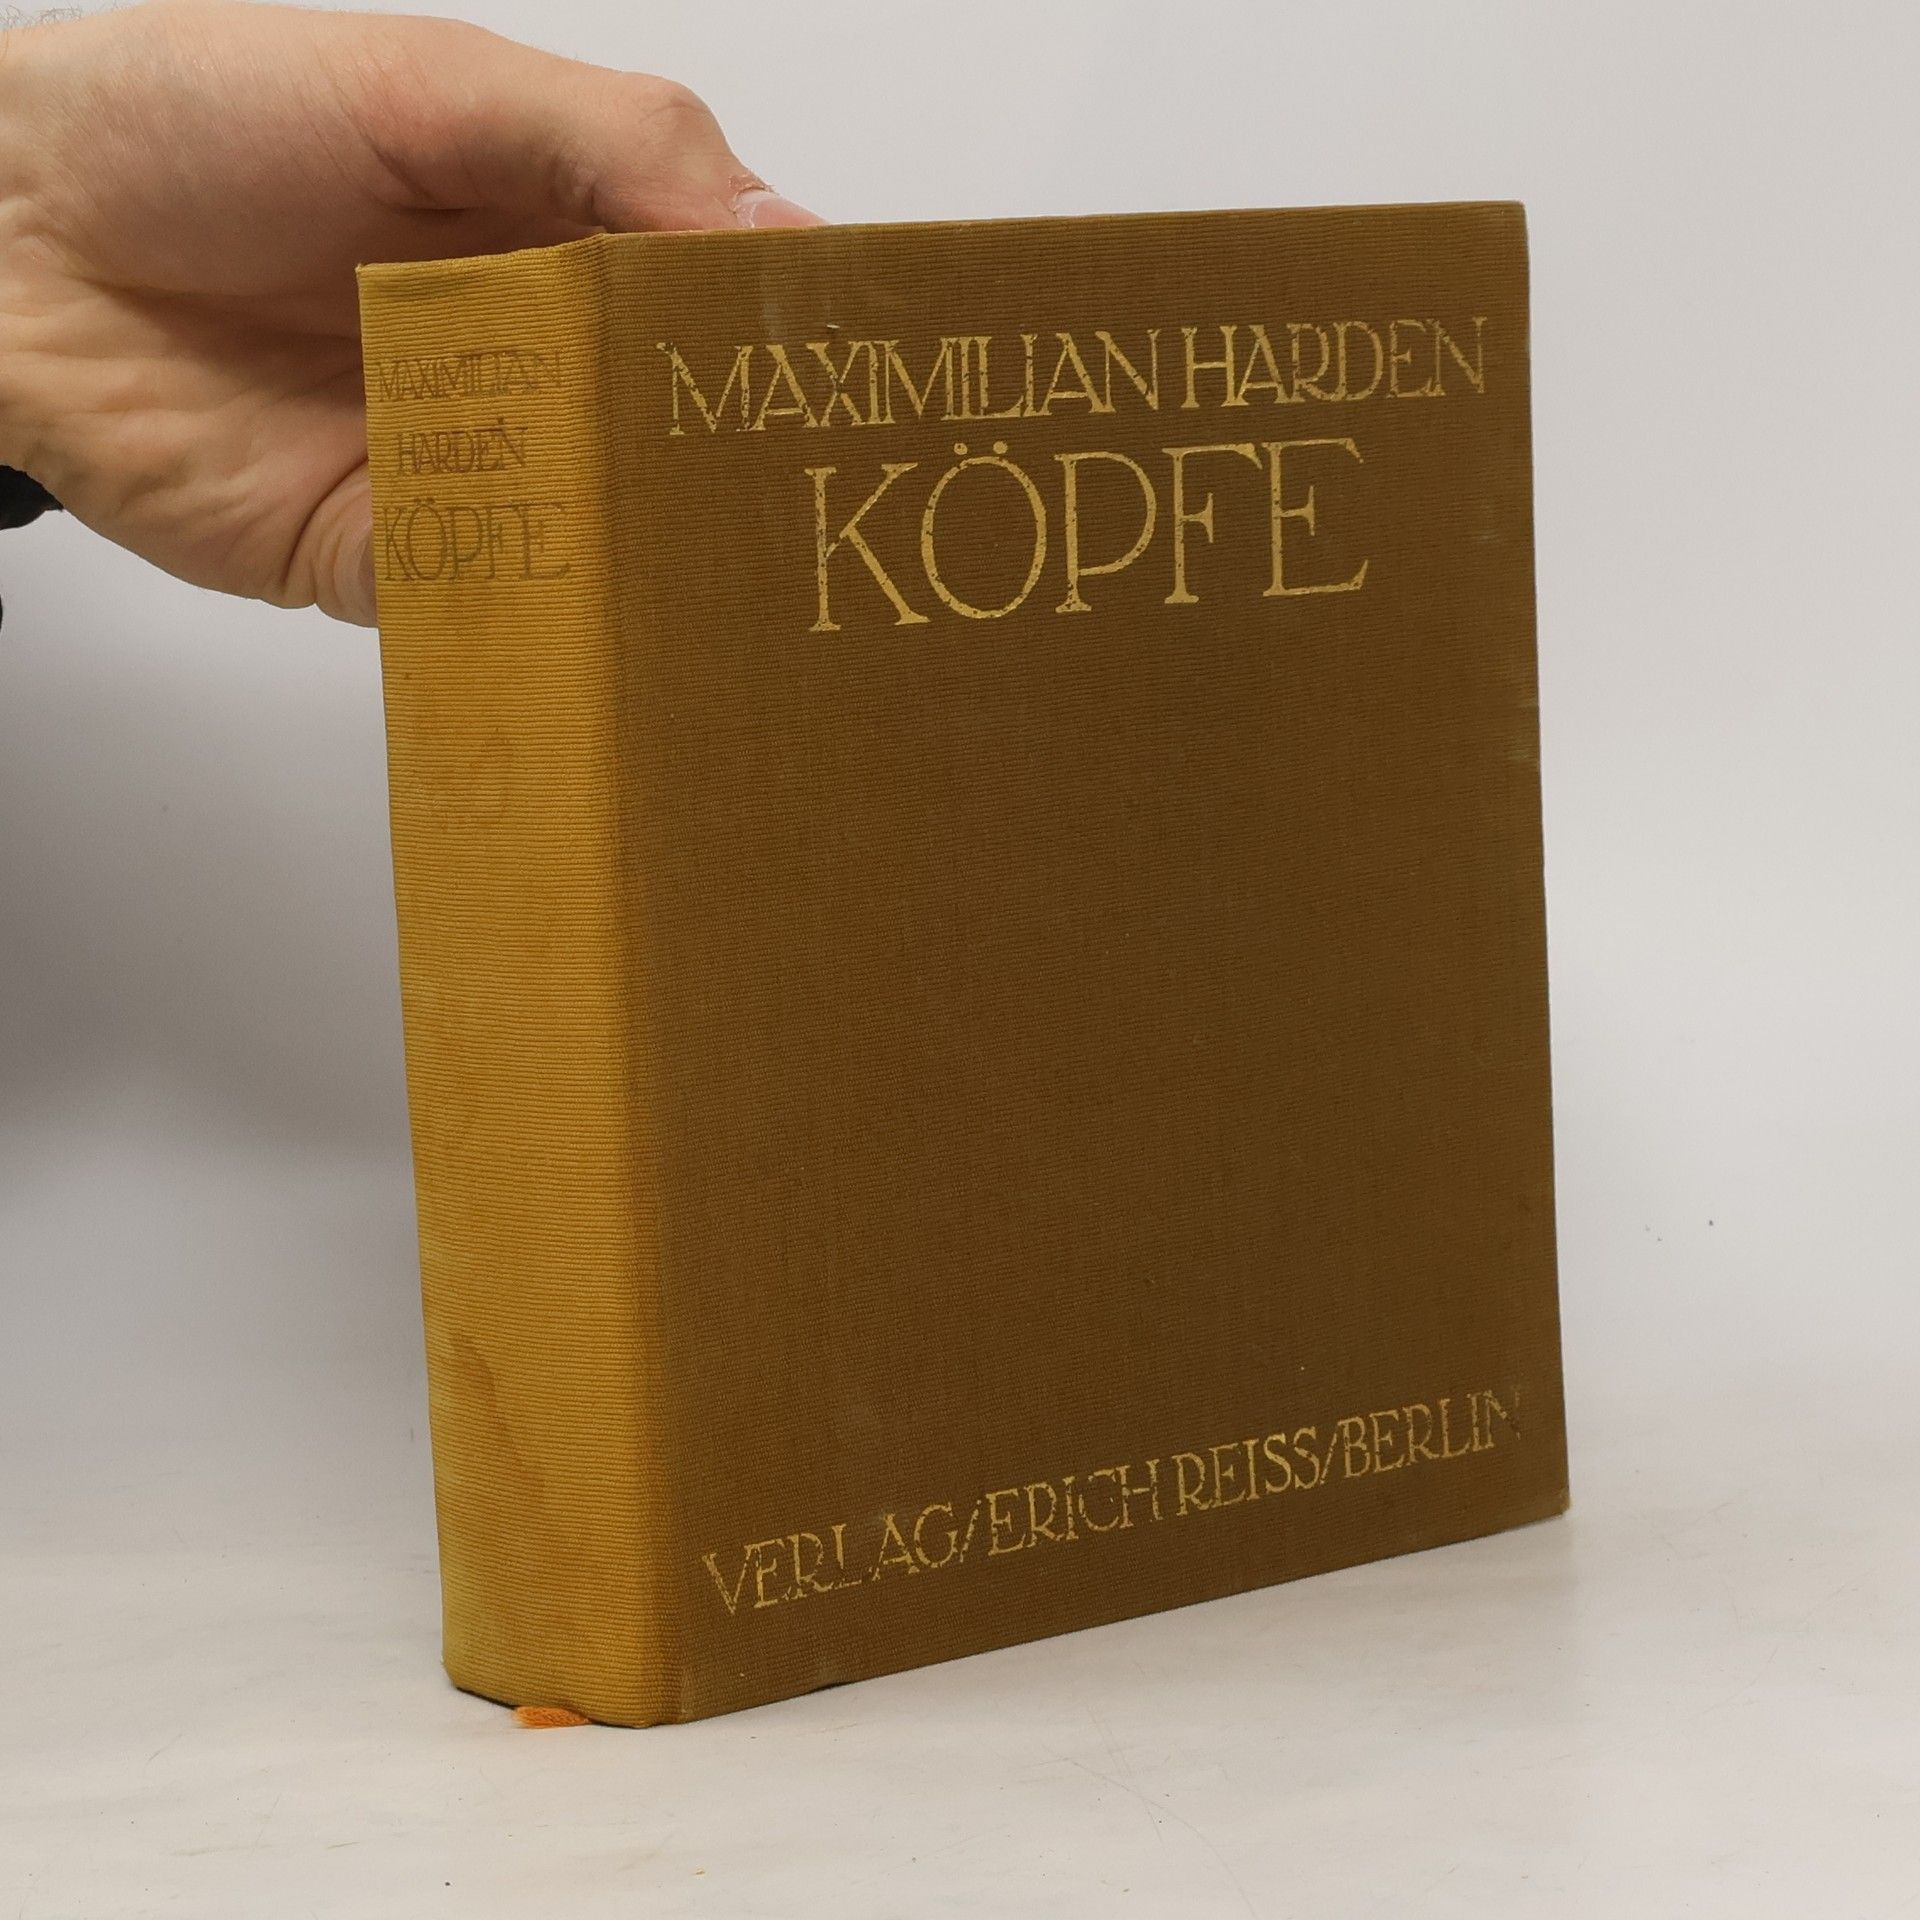 MAXIMILIAN
HARDEN
KÖPFE
MAXIMILIAN HARDEN
KÖPFE
VERLAG/ERICH REISS/BERLIN